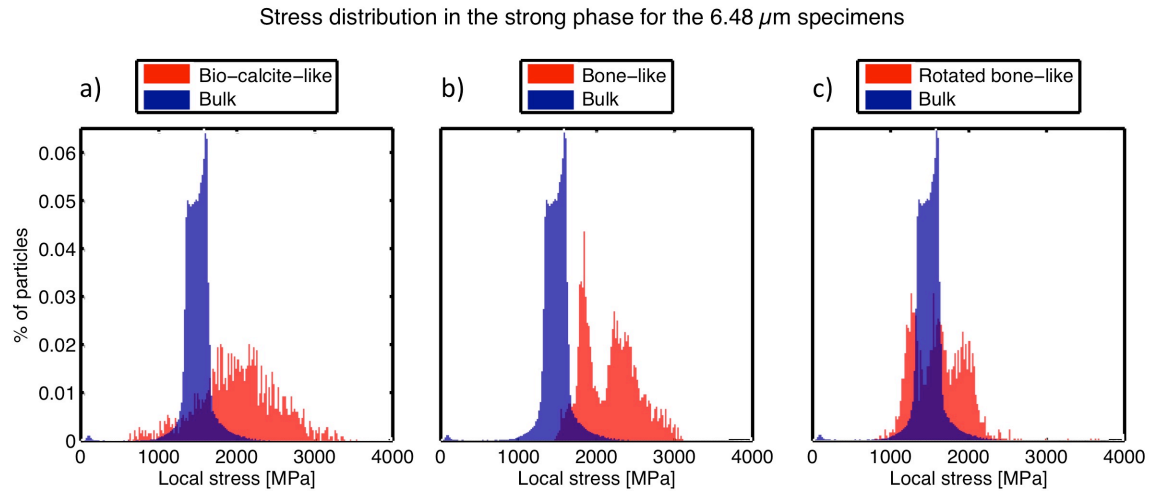 Stress distribution in the strong phase for the 6.48 µm specimens
a)
Bio−calcite−like
Bulk
b)
Bone−like
Bulk
c)
Rotated bone−like
Bulk
% of particles
0.06
0.05
0.04
0.03
0.02
0.01
0
0 1000 2000 3000 4000
Local stress [MPa]
0 1000 2000 3000 4000
Local stress [MPa]
0 1000 2000 3000 4000
Local stress [MPa]